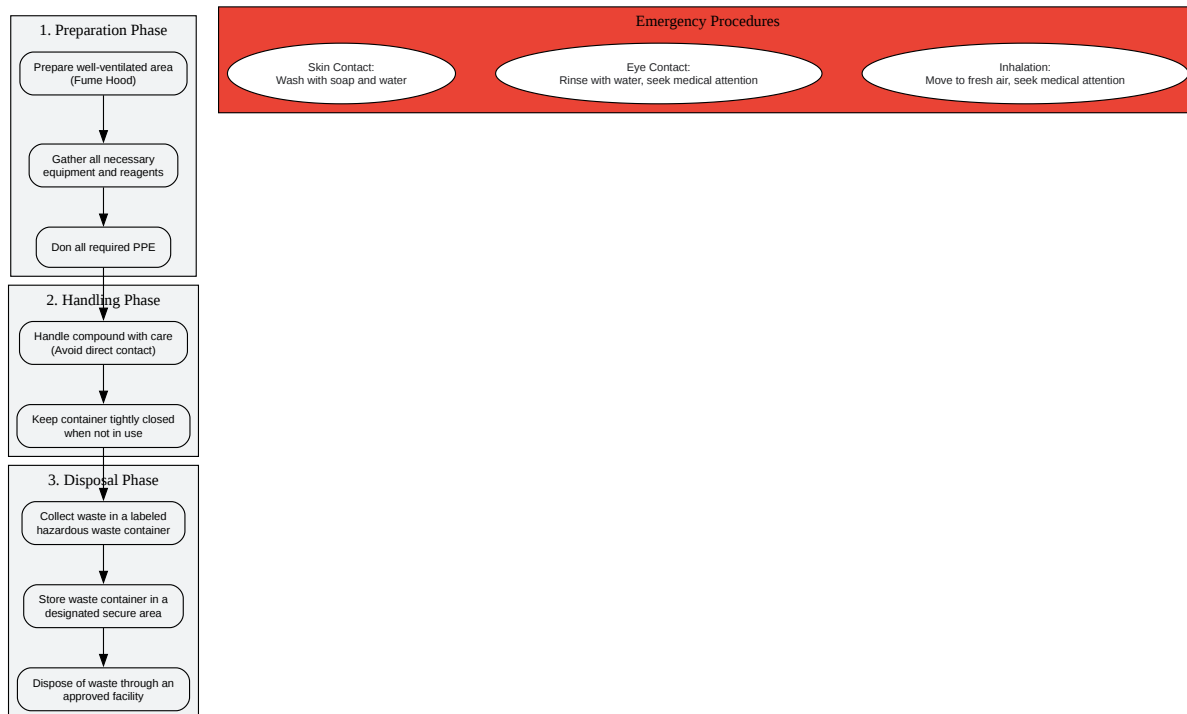 1. Preparation Phase
Prepare well-ventilated area
(Fume Hood)
Gather all necessary
equipment and reagents
Don all required PPE
2. Handling Phase
Handle compound with care
(Avoid direct contact)
Keep container tightly closed
when not in use
3. Disposal Phase
Collect waste in a labeled
hazardous waste container
Store waste container in a
designated secure area
Dispose of waste through an
approved facility
Emergency Procedures
Skin Contact:
Wash with soap and water
Eye Contact:
Rinse with water, seek medical attention
Inhalation:
Move to fresh air, seek medical attention